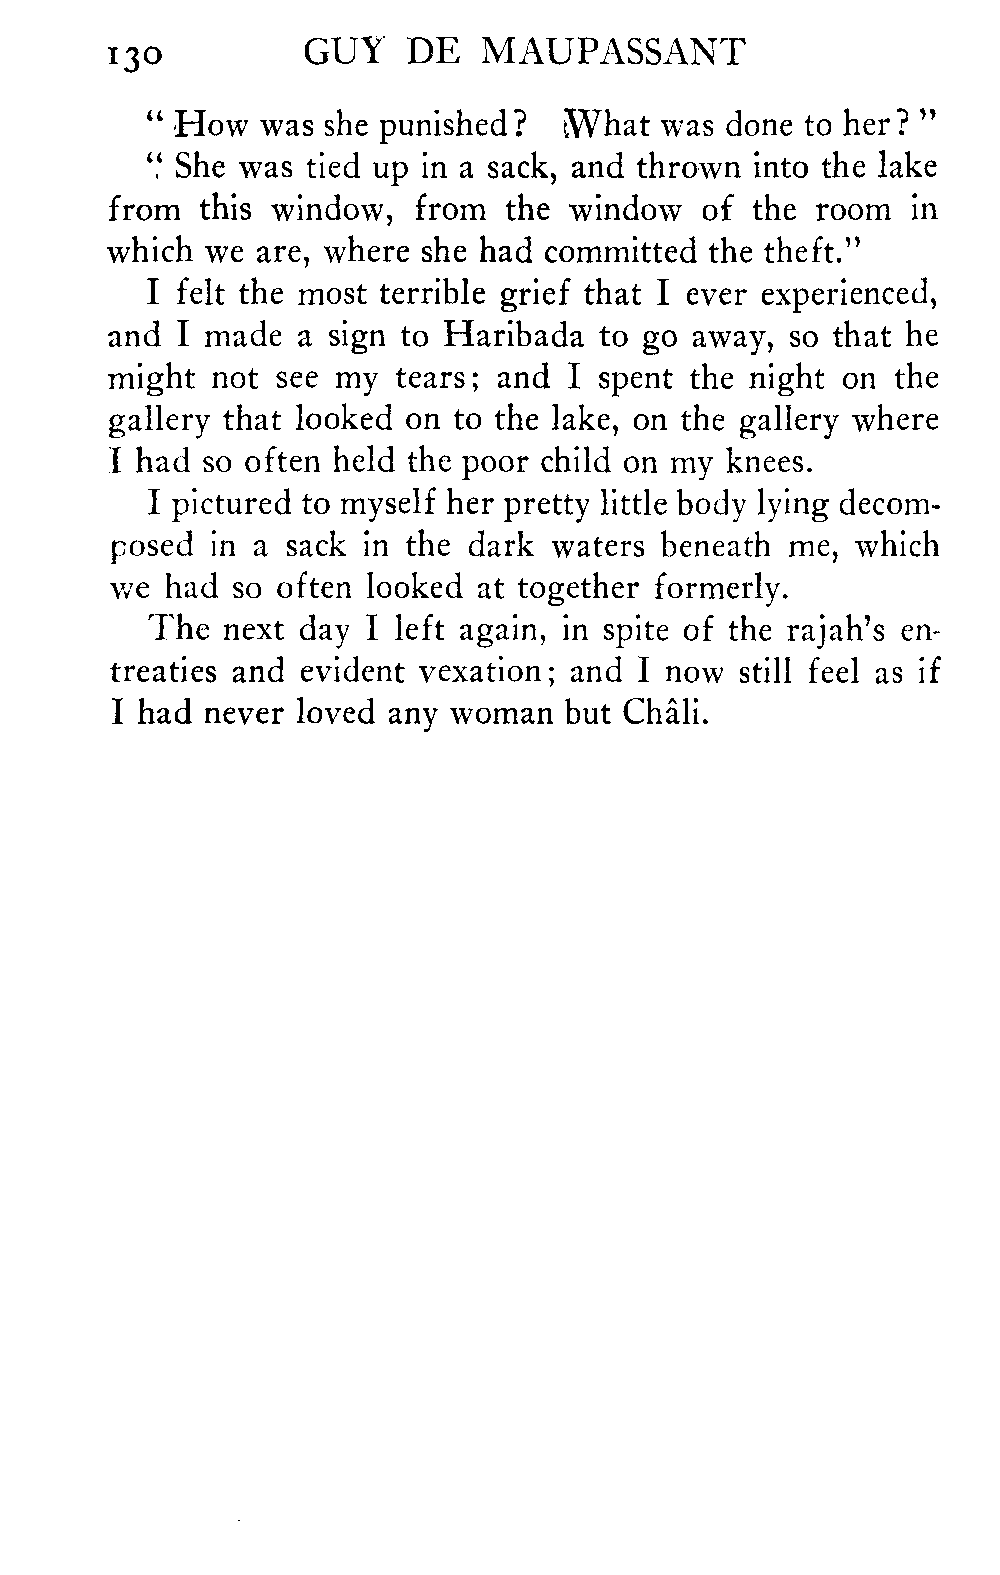 130 GUY DE MAUPASSANT
“ How was she punished? What was done to her? ”
“ She was tied up in a sack, and thrown into the lake
from this window, from the window of the room in
which we are, where she had committed the theft.”
I felt the most terrible grief that I ever experienced,
and I made a sign to Haribada to go away, so that he
might not see my tears; and I spent the night on the
gallery that looked on to the lake, on the gallery where
I had so often held the poor child on my knees.
I pictured to myself her pretty little body lying decom-
posed in a sack in the dark waters beneath me, which
we had so often looked at together formerly.
The next day I left again, in spite of the rajah’s en-
treaties and evident vexation; and I now still feel as if
I had never loved any woman but Châli.